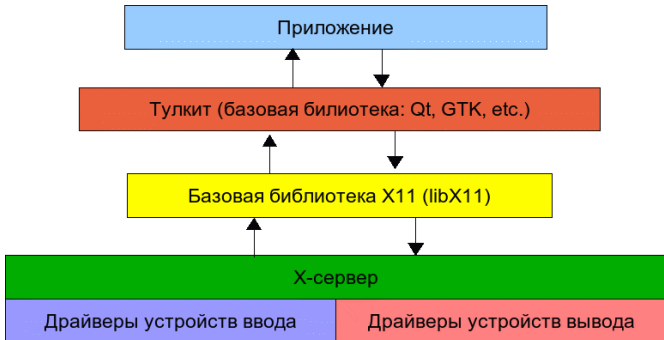 Приложение
Тулкит (базовая билиотека: Qt, GTK, etc.)
Базовая библиотека X11 (libX11)
X-сервер
Драйверы устройств ввода
Драйверы устройств вывода